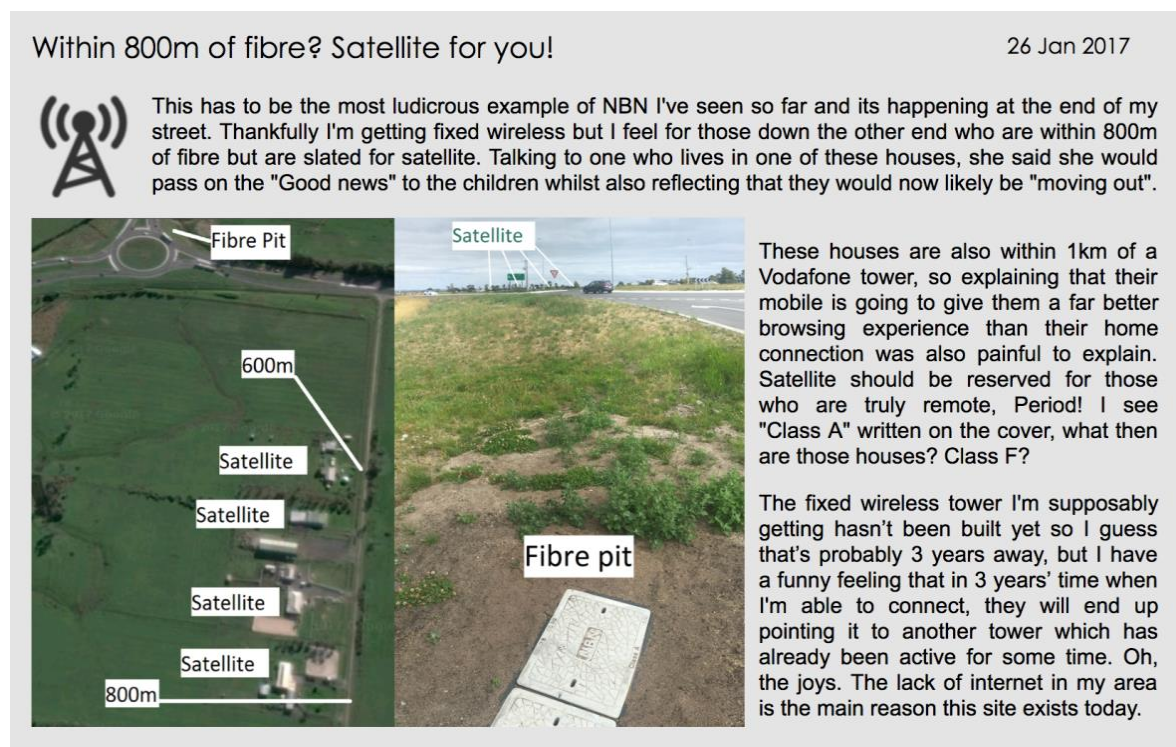 Within 800m of fibre? Satellite for you!
26 Jan 2017
This has to be the most ludicrous example of NBN I've seen so far and its happening at the end of my
street. Thankfully I'm getting fixed wireless but I feel for those down the other end who are within 800m
of fibre but are slated for satellite. Talking to one who lives in one of these houses, she said she would
pass on the "Good news" to the children whilst also reflecting that they would now likely be "moving out".
Fibre Pit
600m
Satellite
Satellite
Satellite
Satellite
800m
Satellite
Fibre pit
These houses are also within 1km of a
Vodafone tower, so explaining that their
mobile is going to give them a far better
browsing experience than their home
connection was also painful to explain.
Satellite should be reserved for those
who are truly remote, Period! I see
"Class A" written on the cover, what then
are those houses? Class F?
The fixed wireless tower I'm supposably
getting hasn't been built yet so I guess
that's probably 3 years away, but I have
a funny feeling that in 3 years' time when
I'm able to connect, they will end up
pointing it to another tower which has
already been active for some time. Oh,
the joys. The lack of internet in my area
is the main reason this site exists today.